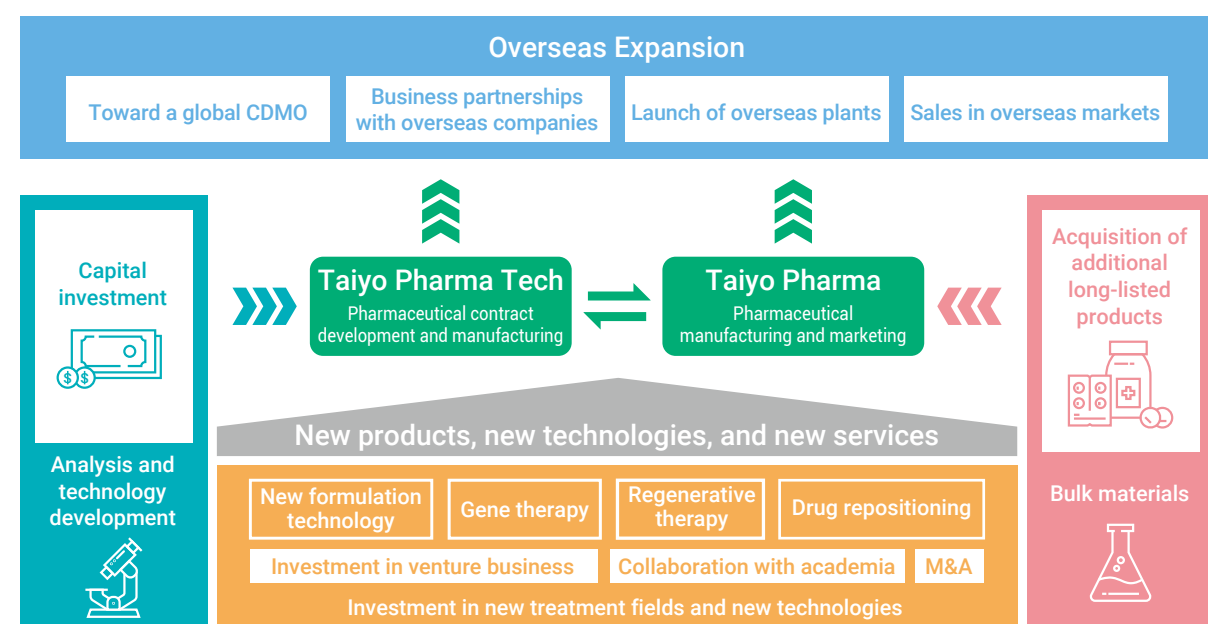 Overseas Expansion
Toward a global CDMO
Business partnerships
with overseas companies
Launch of overseas plants
Sales in overseas markets
Capital
investment
$ $
Analysis and
technology
development
Taiyo Pharma Tech
Pharmaceutical contract
development and manufacturing
Taiyo Pharma
Pharmaceutical
manufacturing and marketing
Acquisition of
additional
long-listed
products
Bulk materials
New products, new technologies, and new services
New formulation
technology
Gene therapy
Regenerative
therapy
Drug repositioning
Investment in venture business
Collaboration with academia
M&A
Investment in new treatment fields and new technologies